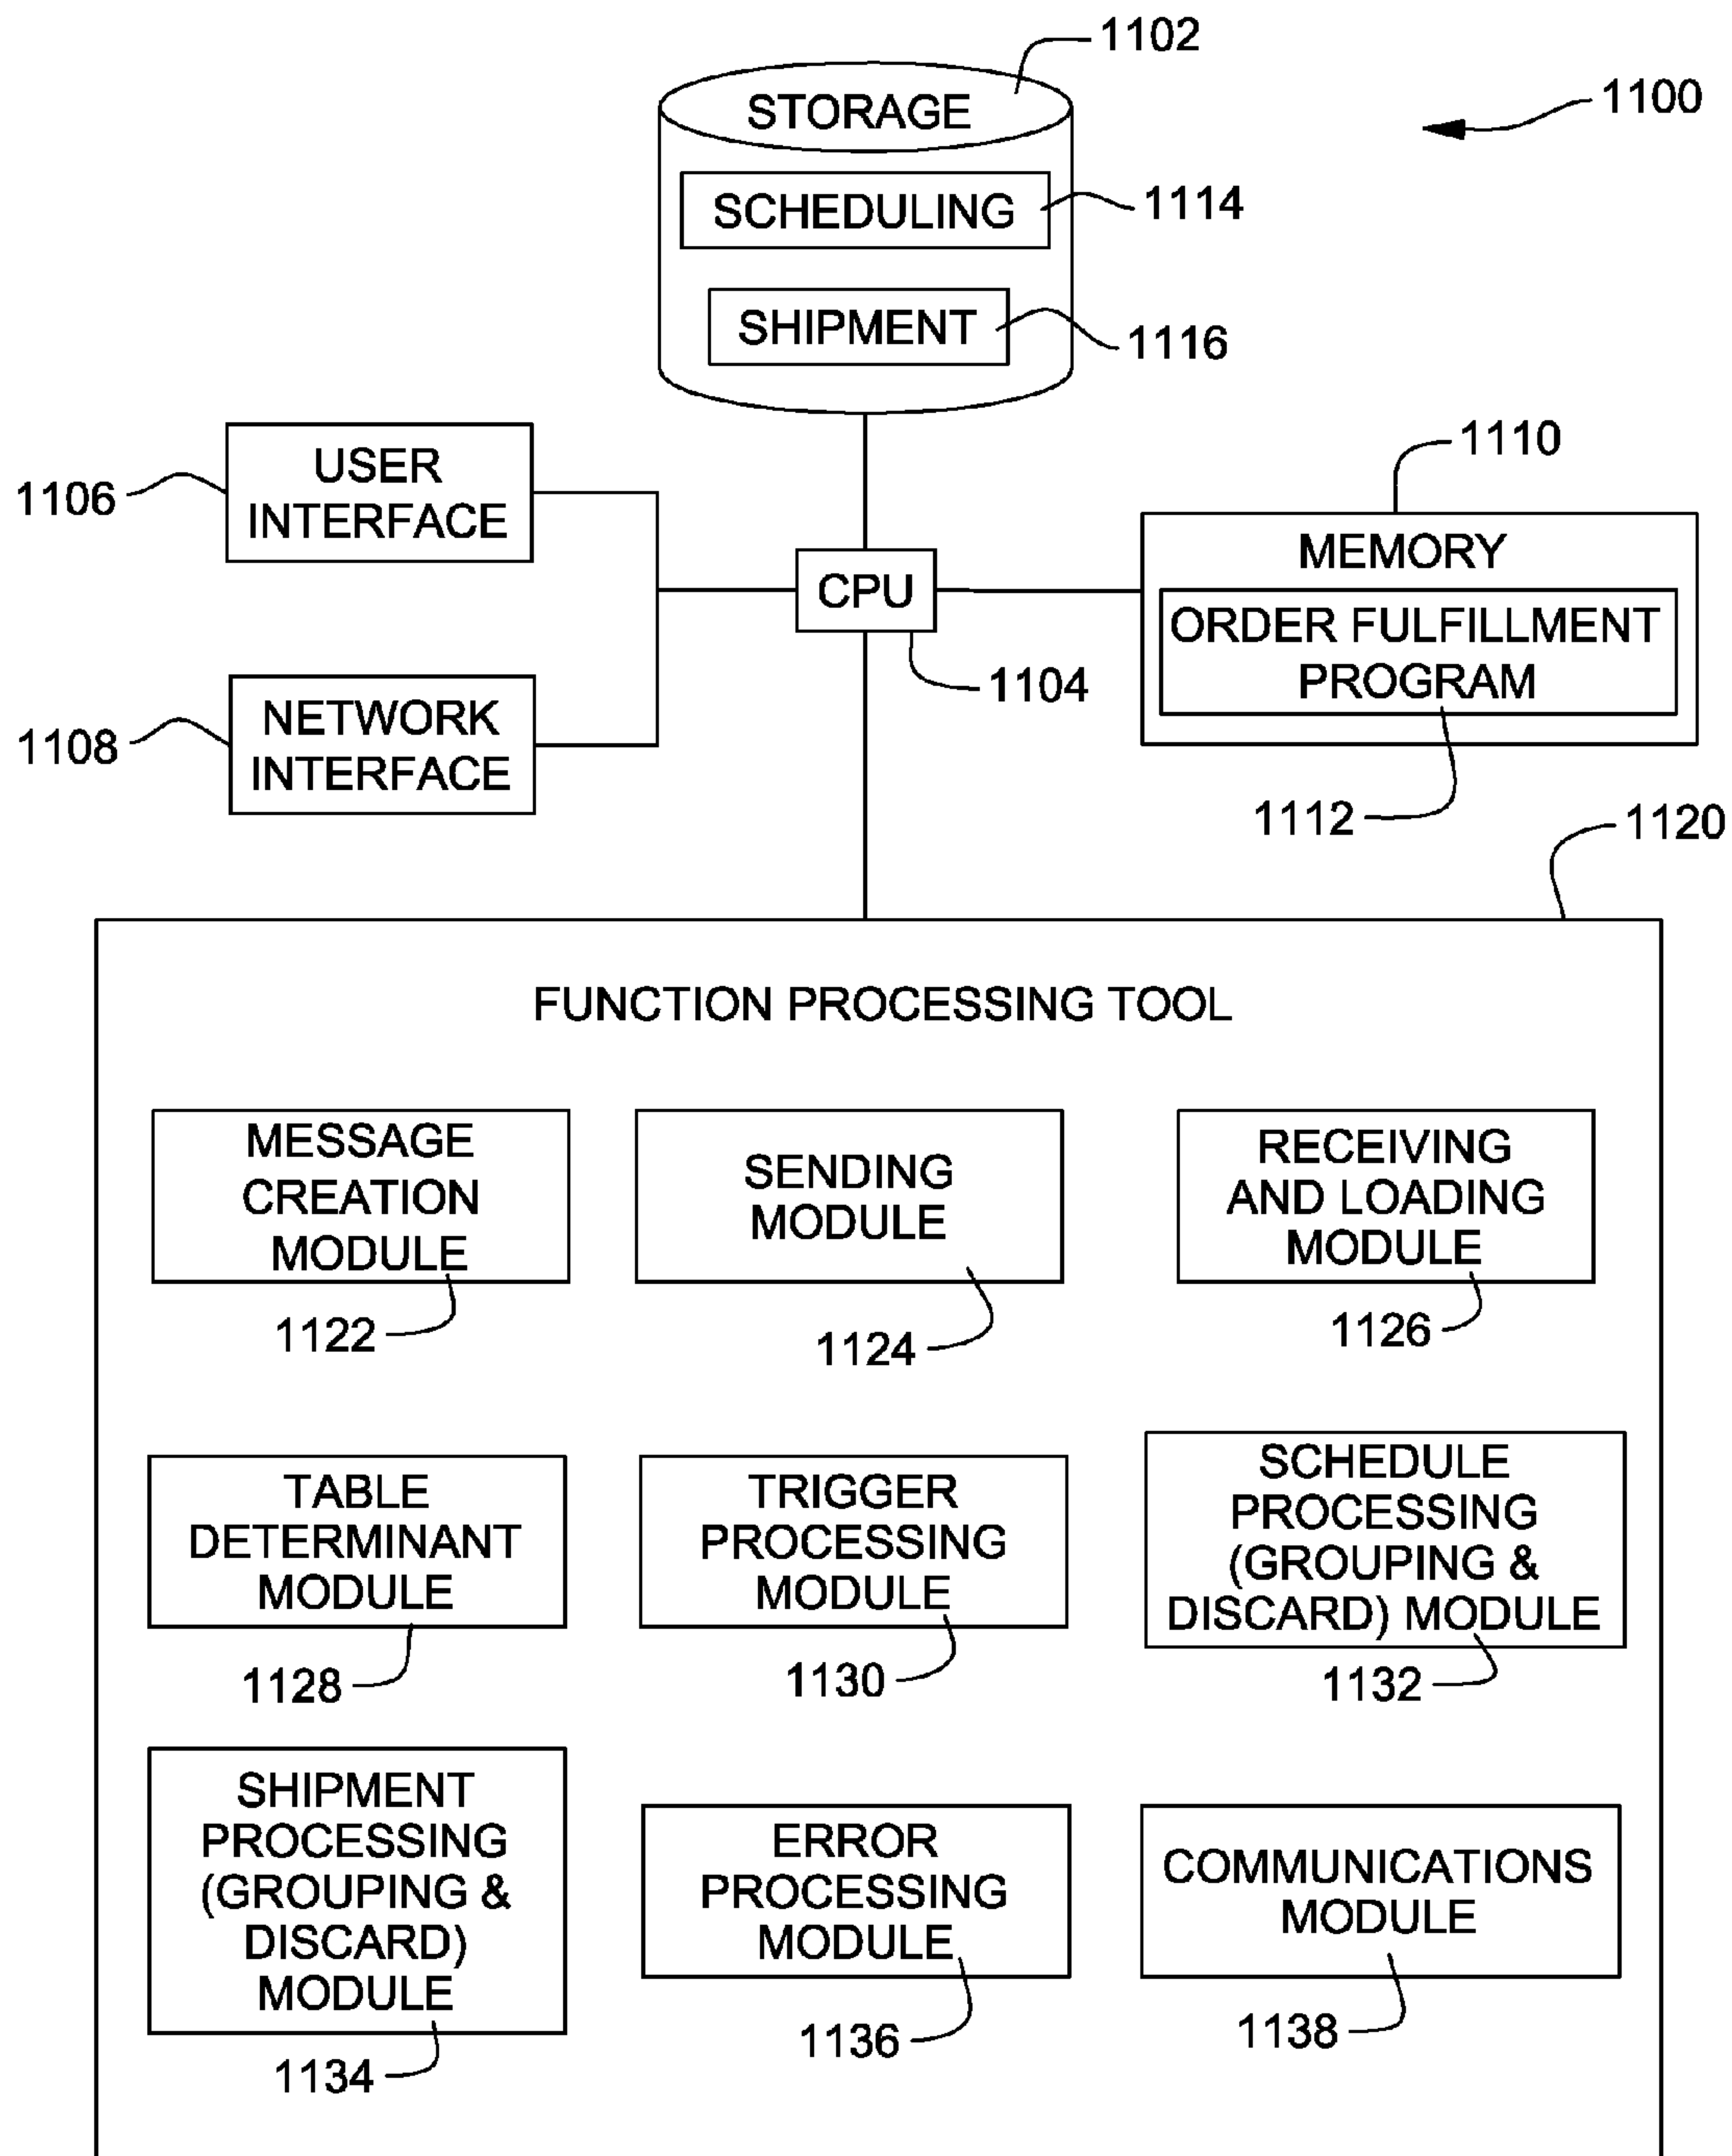 1102
1100
STORAGE
SCHEDULING
1114
SHIPMENT
1116
1110
USER
INTERFACE
1106
MEMORY
CPU
ORDER FULFILLMENT
PROGRAM
1104
NETWORK
INTERFACE
1108
1112
1120
FUNCTION PROCESSING TOOL
MESSAGE
CREATION
MODULE
1122
SENDING
MODULE
1124
RECEIVING
AND LOADING
MODULE
1126
TABLE
DETERMINANT
MODULE
1128
TRIGGER
PROCESSING
MODULE
1130
SCHEDULE
PROCESSING
(GROUPING &
DISCARD) MODULE
1132
SHIPMENT
PROCESSING
(GROUPING &
DISCARD)
MODULE
1134
ERROR
PROCESSING
MODULE
1136
COMMUNICATIONS
MODULE
1138